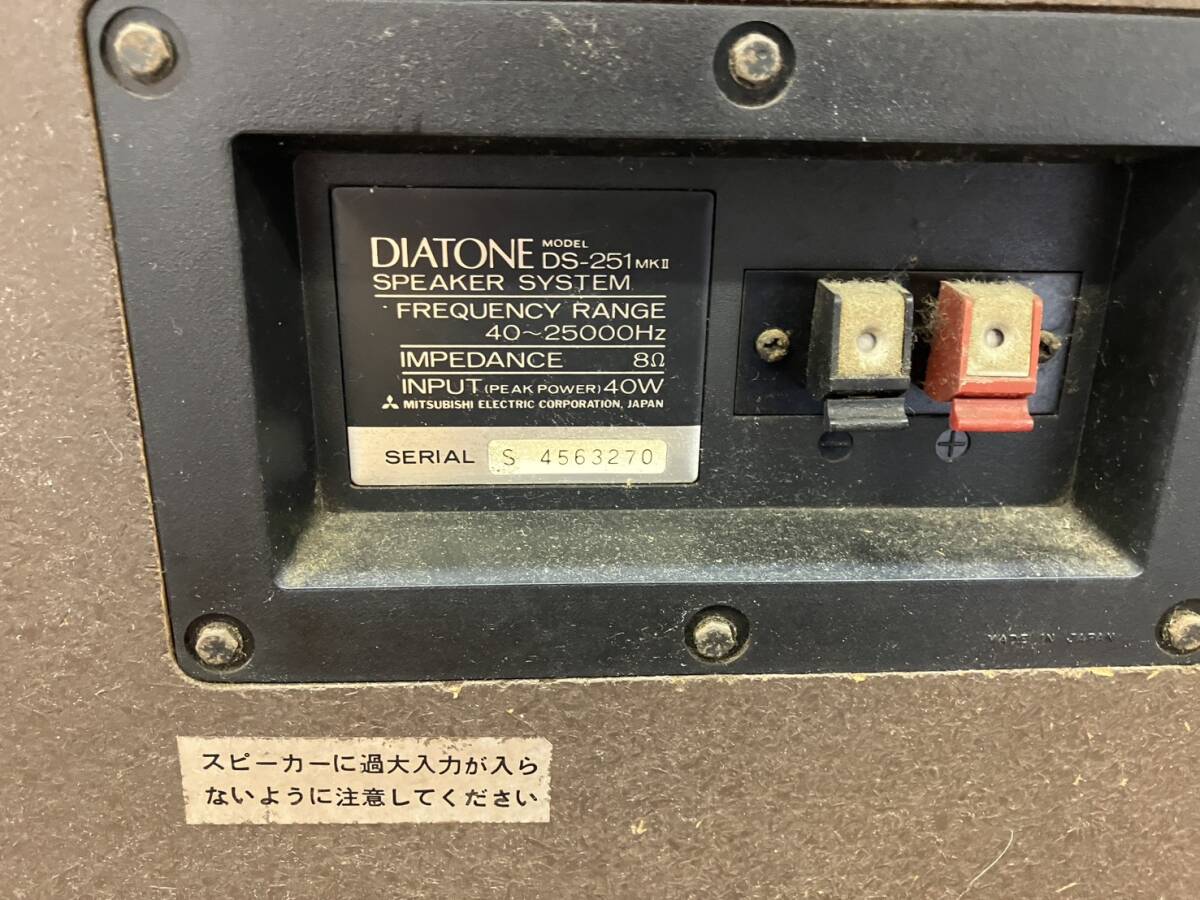 DIATONE MODEL DS-251 MKII
SPEAKER SYSTEM
FREQUENCY RANGE
40~25000Hz
IMPEDANCE 8Ω
INPUT (PEAK POWER) 40W
MITSUBISHI ELECTRIC CORPORATION, JAPAN
SERIAL S 4563270
− +
MADE IN JAPAN
スピーカーに過大入力が入ら
ないように注意してください